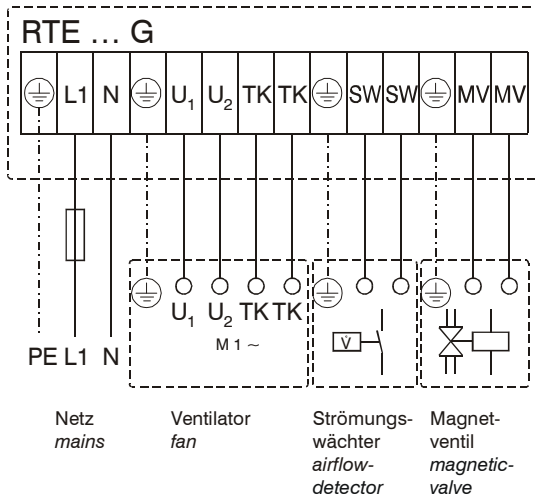 RTE ... G
L1 N U1 U2 TK TK SW SW MV MV
U1 U2 TK TK
M 1 ~
V̇
PE L1 N
Netz
mains
Ventilator
fan
Strömungs-
wächter
airflow-
detector
Magnet-
ventil
magnetic-
valve